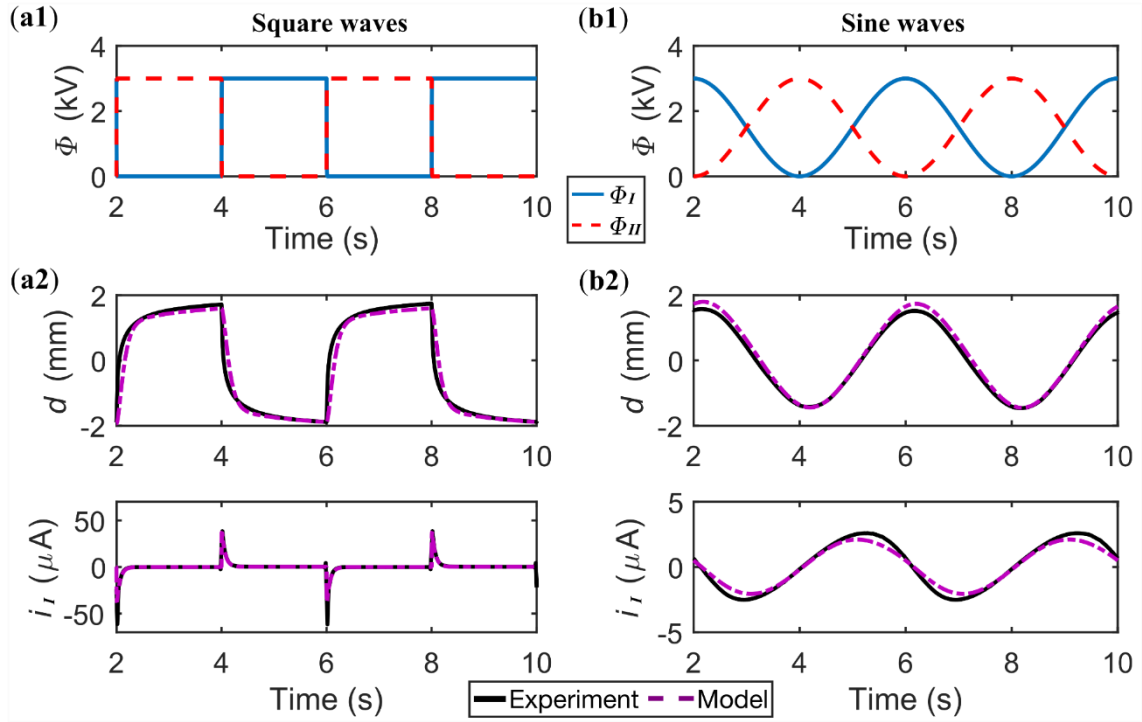 (a1) Square waves
4
2
0
Φ (kV)
2 4 6 8 10
Time (s)
(b1) Sine waves
4
2
0
Φ (kV)
2 4 6 8 10
Time (s)
Φ_I
Φ_II
(a2)
2
0
-2
d (mm)
2 4 6 8 10
(b2)
2
0
-2
d (mm)
2 4 6 8 10
50
0
-50
i_I (μA)
2 4 6 8 10
Time (s)
5
0
-5
i_I (μA)
2 4 6 8 10
Time (s)
Experiment Model